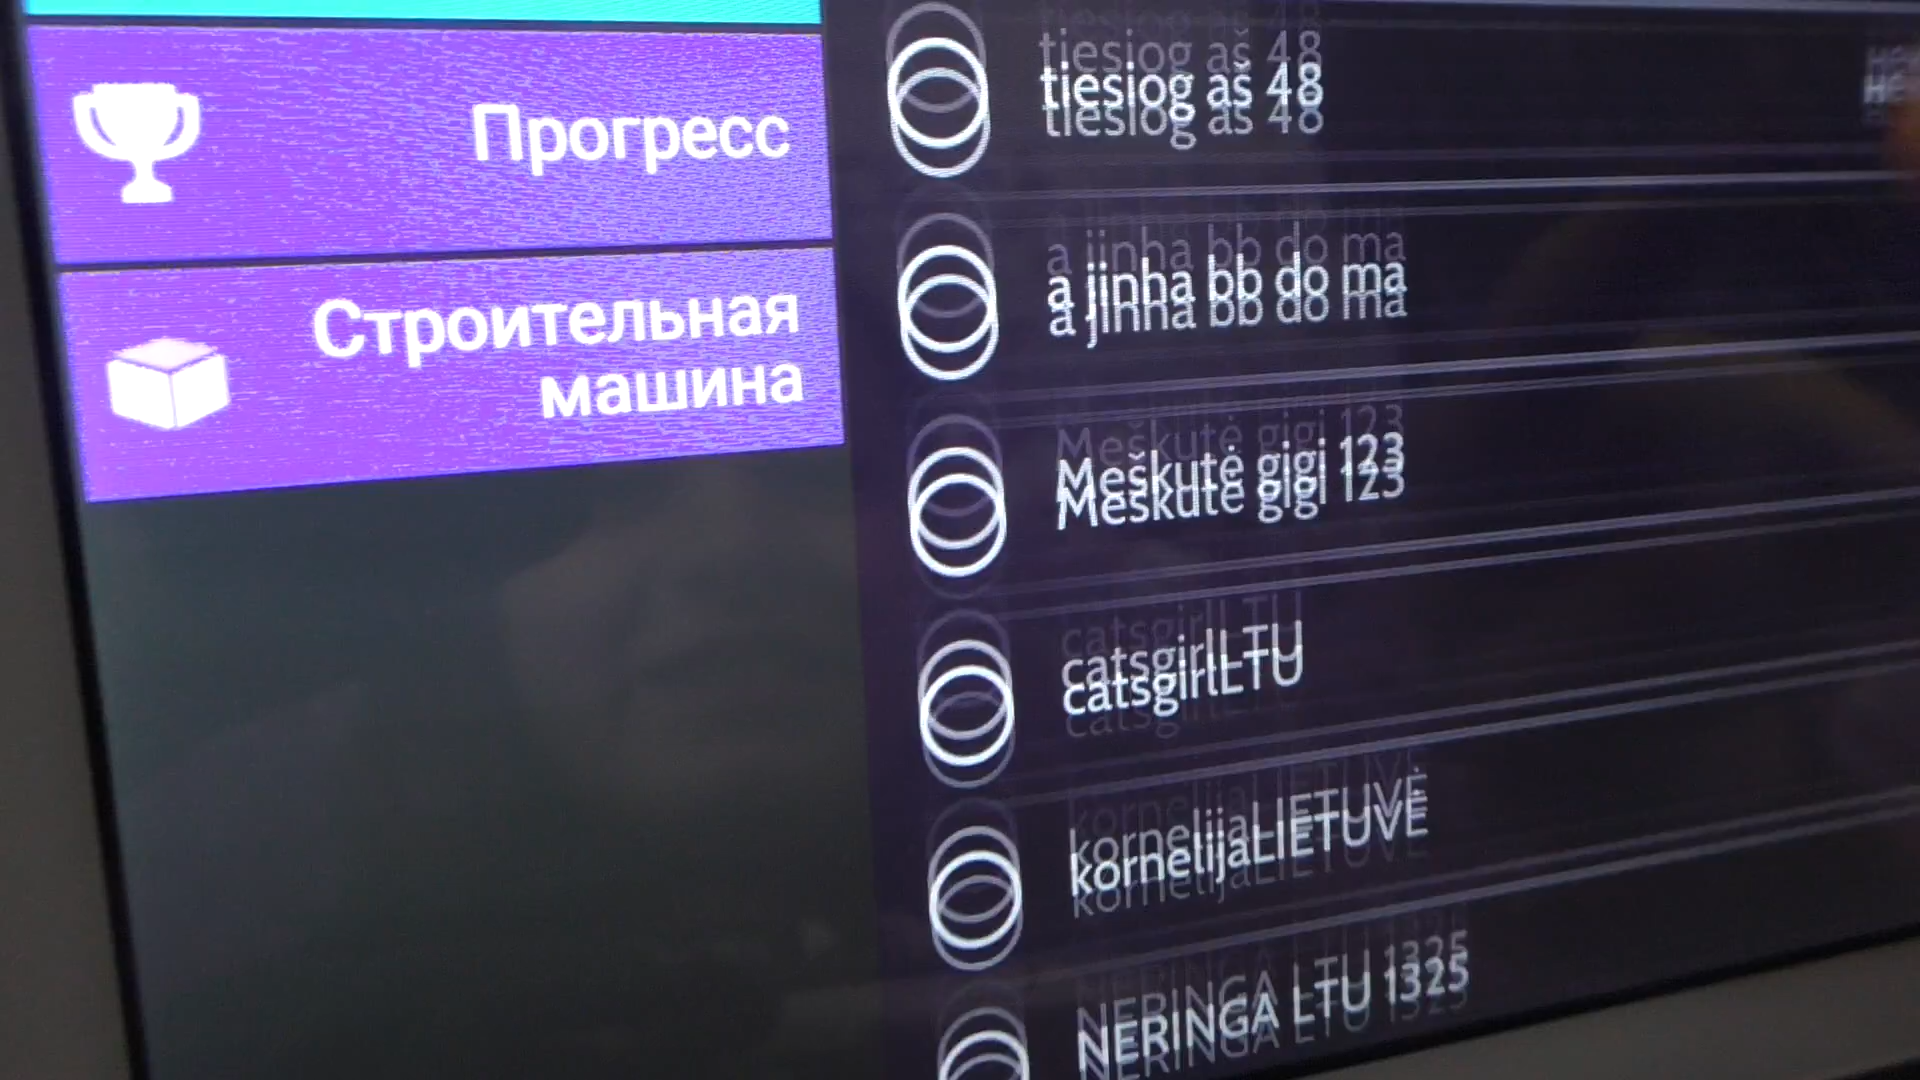 Прогресс
Строительная
машина
tiesiog aš 48
a jinha bb do ma
Meškutė gigi 123
catsgirlLTU
kornelijaLIETUVĖ
NERINGA LTU 1325